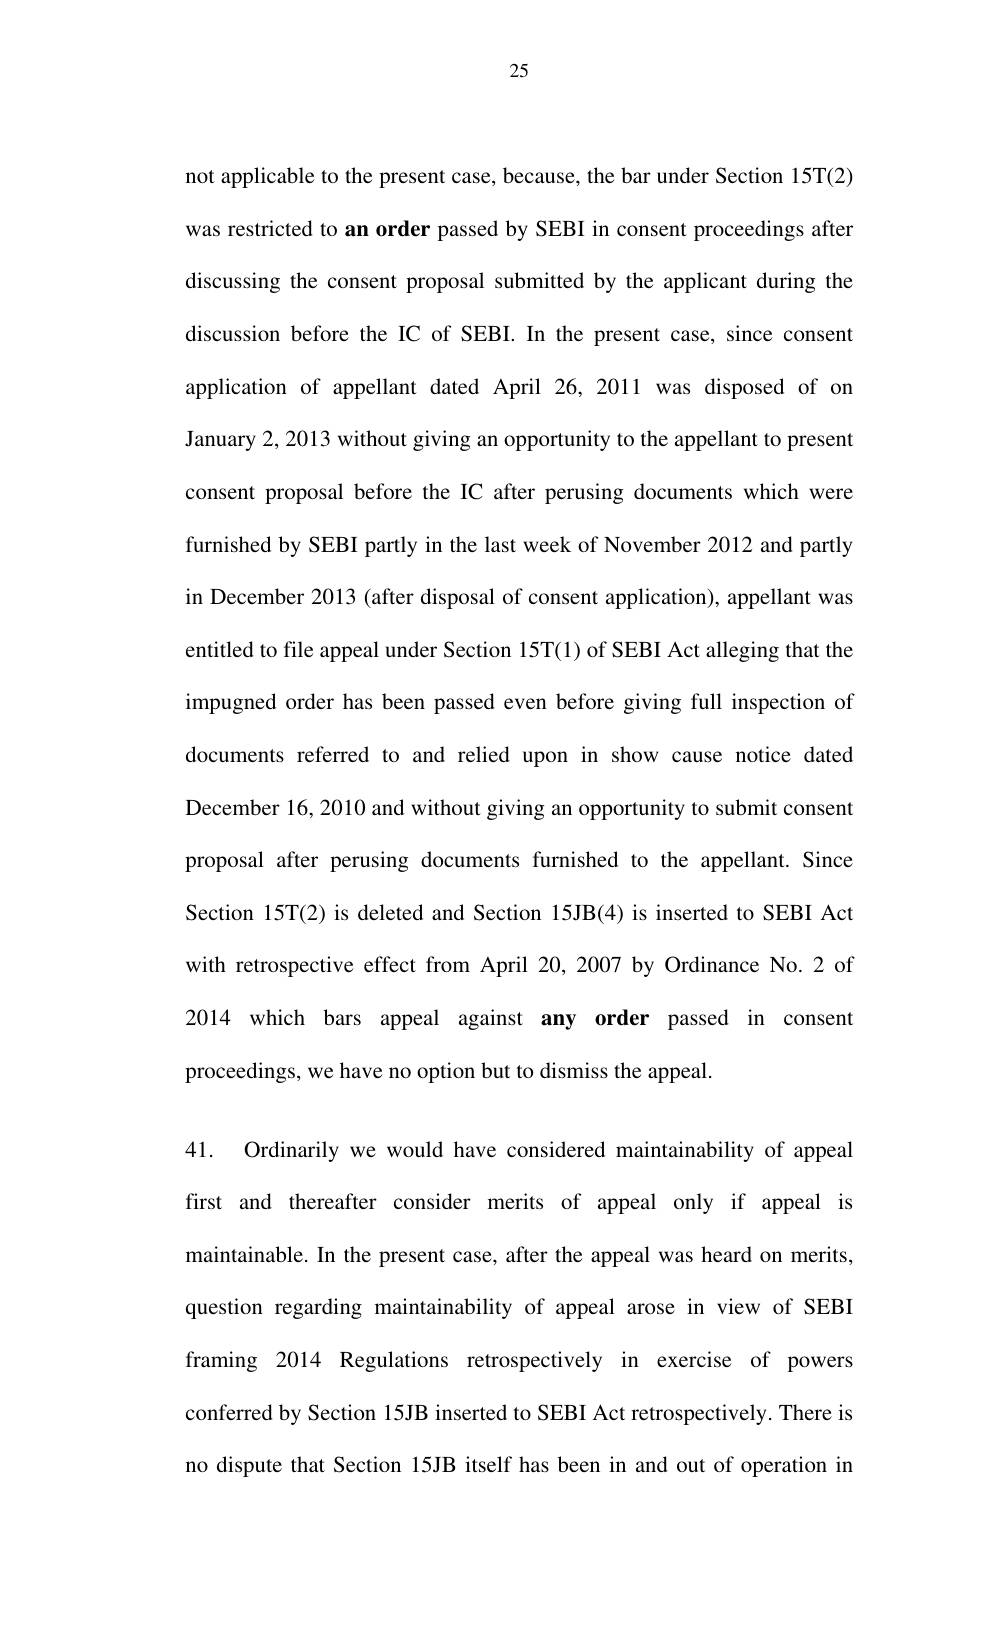 25
not applicable to the present case, because, the bar under Section 15T(2)
was restricted to an order passed by SEBI in consent proceedings after
discussing the consent proposal submitted by the applicant during the
discussion before the IC of SEBI. In the present case, since consent
application of appellant dated April 26, 2011 was disposed of on
January 2, 2013 without giving an opportunity to the appellant to present
consent proposal before the IC after perusing documents which were
furnished by SEBI partly in the last week of November 2012 and partly
in December 2013 (after disposal of consent application), appellant was
entitled to file appeal under Section 15T(1) of SEBI Act alleging that the
impugned order has been passed even before giving full inspection of
documents referred to and relied upon in show cause notice dated
December 16, 2010 and without giving an opportunity to submit consent
proposal after perusing documents furnished to the appellant. Since
Section 15T(2) is deleted and Section 15JB(4) is inserted to SEBI Act
with retrospective effect from April 20, 2007 by Ordinance No. 2 of
2014 which bars appeal against any order passed in consent
proceedings, we have no option but to dismiss the appeal.
41. Ordinarily we would have considered maintainability of appeal
first and thereafter consider merits of appeal only if appeal is
maintainable. In the present case, after the appeal was heard on merits,
question regarding maintainability of appeal arose in view of SEBI
framing 2014 Regulations retrospectively in exercise of powers
conferred by Section 15JB inserted to SEBI Act retrospectively. There is
no dispute that Section 15JB itself has been in and out of operation in